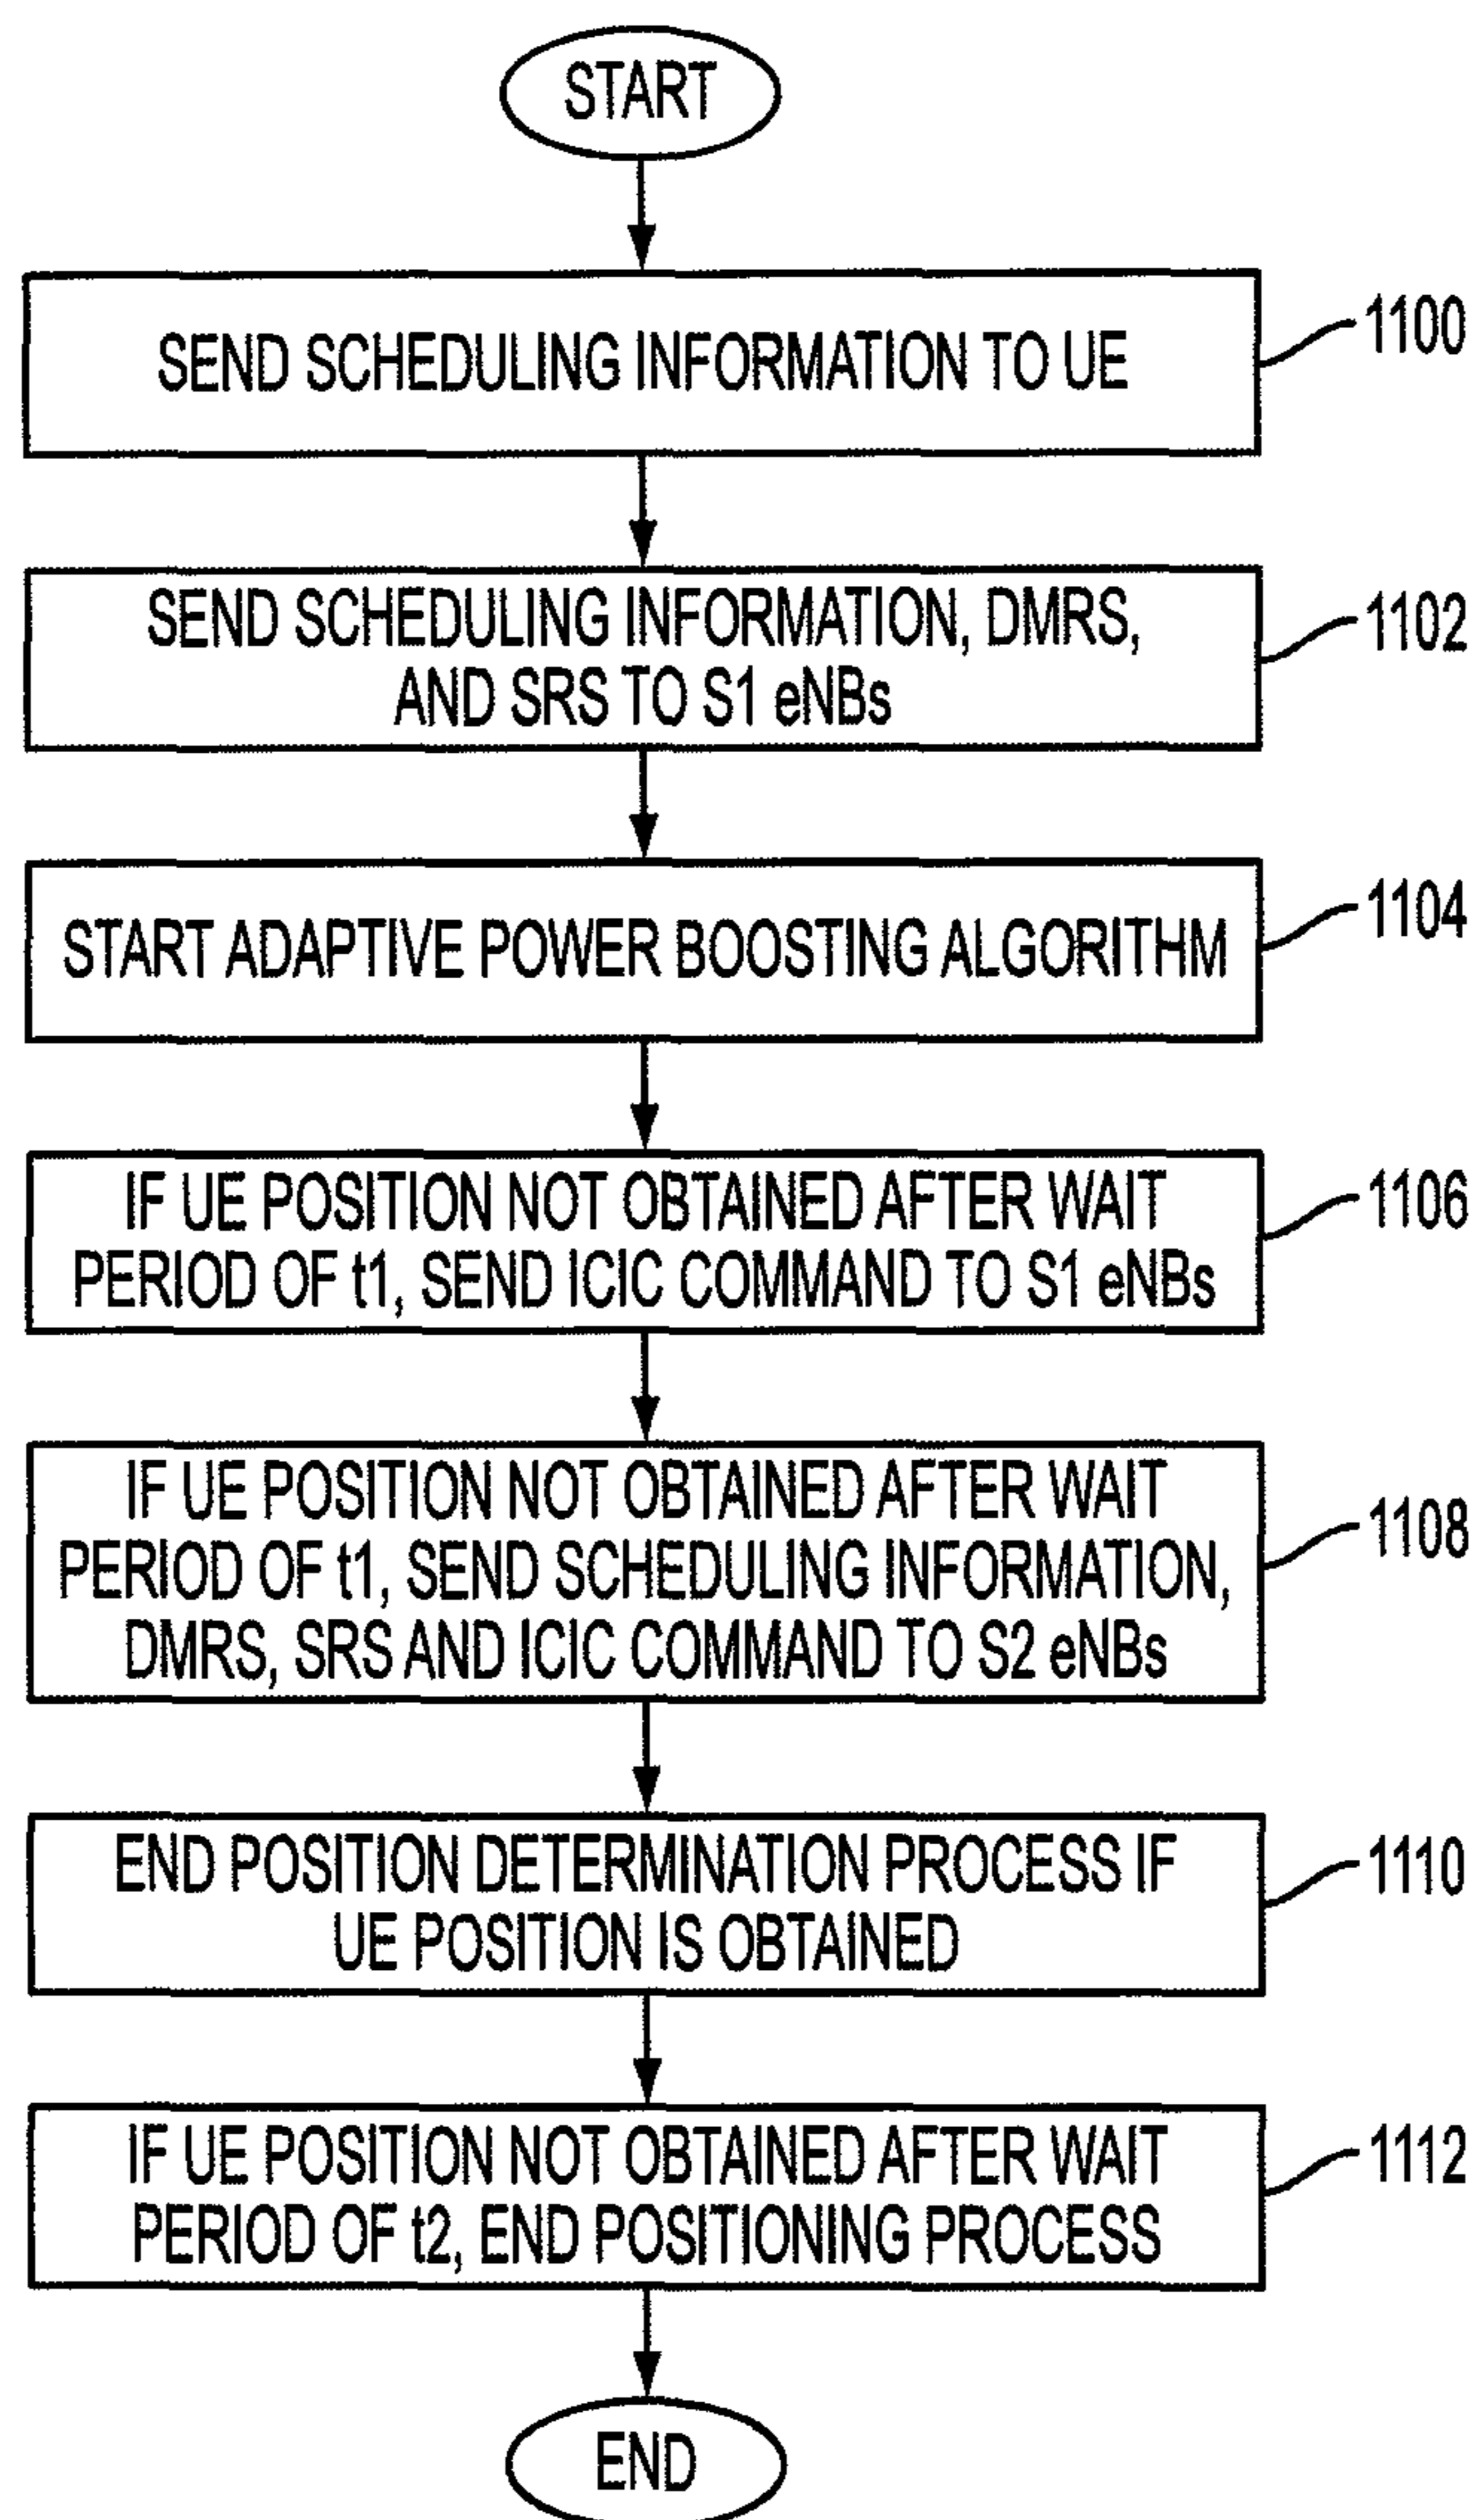 START
SEND SCHEDULING INFORMATION TO UE
1100
SEND SCHEDULING INFORMATION, DMRS,
AND SRS TO S1 eNBs
1102
START ADAPTIVE POWER BOOSTING ALGORITHM
1104
IF UE POSITION NOT OBTAINED AFTER WAIT
PERIOD OF t1, SEND ICIC COMMAND TO S1 eNBs
1106
IF UE POSITION NOT OBTAINED AFTER WAIT
PERIOD OF t1, SEND SCHEDULING INFORMATION,
DMRS, SRS AND ICIC COMMAND TO S2 eNBs
1108
END POSITION DETERMINATION PROCESS IF
UE POSITION IS OBTAINED
1110
IF UE POSITION NOT OBTAINED AFTER WAIT
PERIOD OF t2, END POSITIONING PROCESS
1112
END